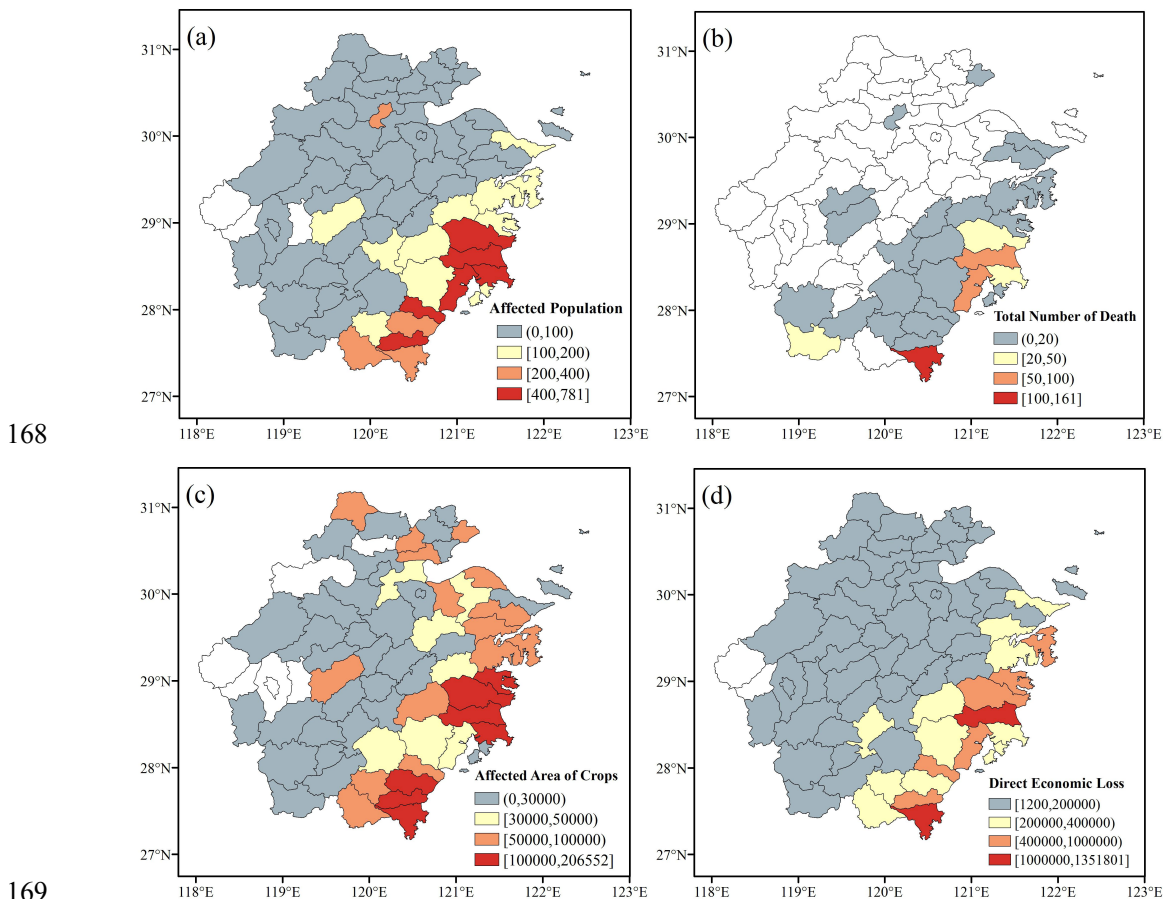 (a)
31°N
30°N
29°N
28°N
27°N
Affected Population
(0,100)
[100,200)
[200,400)
[400,781]
118°E 119°E 120°E 121°E 122°E 123°E
(b)
31°N
30°N
29°N
28°N
27°N
Total Number of Death
(0,20)
[20,50)
[50,100)
[100,161]
118°E 119°E 120°E 121°E 122°E 123°E
168
(c)
31°N
30°N
29°N
28°N
27°N
Affected Area of Crops
(0,30000)
[30000,50000)
[50000,100000)
[100000,206552]
118°E 119°E 120°E 121°E 122°E 123°E
(d)
31°N
30°N
29°N
28°N
27°N
Direct Economic Loss
[1200,200000)
[200000,400000)
[400000,1000000)
[1000000,1351801]
118°E 119°E 120°E 121°E 122°E 123°E
169